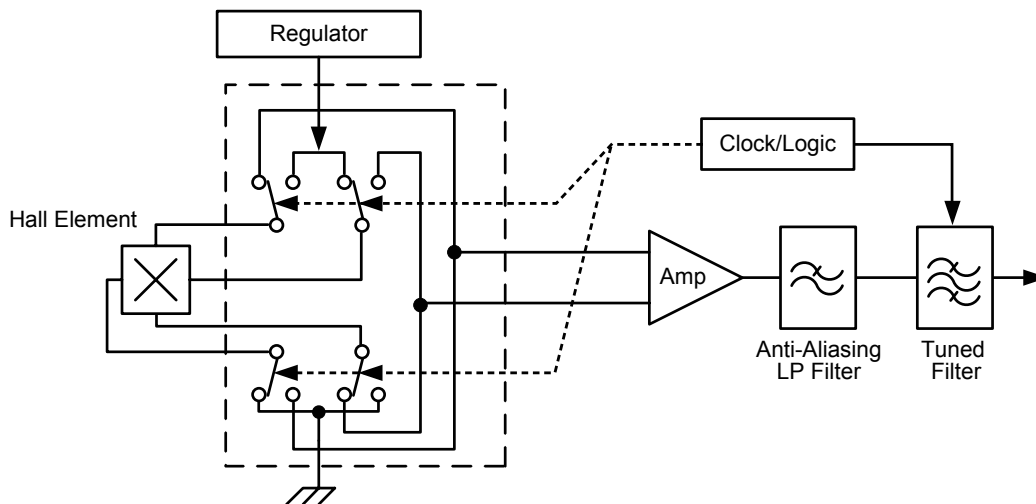 Regulator
Clock/Logic
Hall Element
Amp
Anti-Aliasing
LP Filter
Tuned
Filter